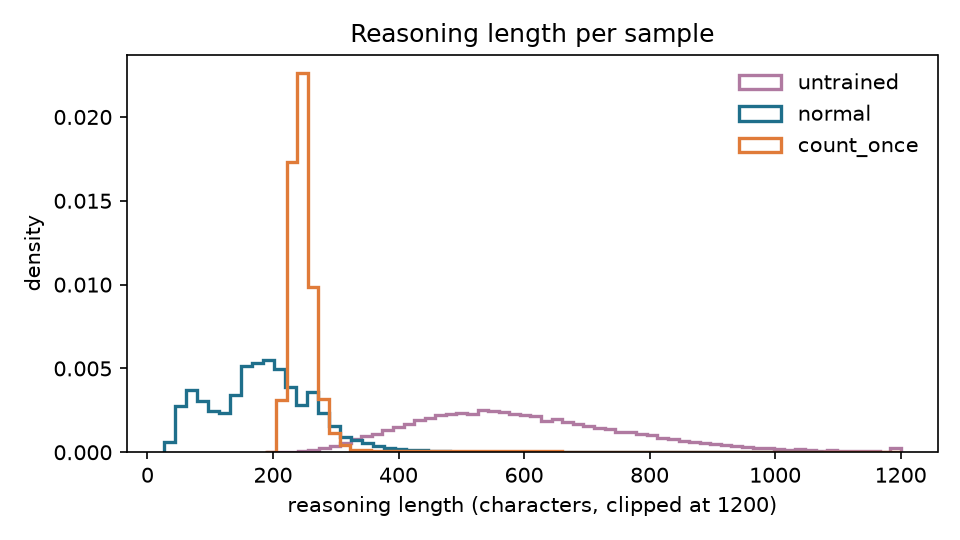 Reasoning length per sample
untrained
normal
count_once
0.020
0.015
0.010
0.005
0.000
density
0 200 400 600 800 1000 1200
reasoning length (characters, clipped at 1200)